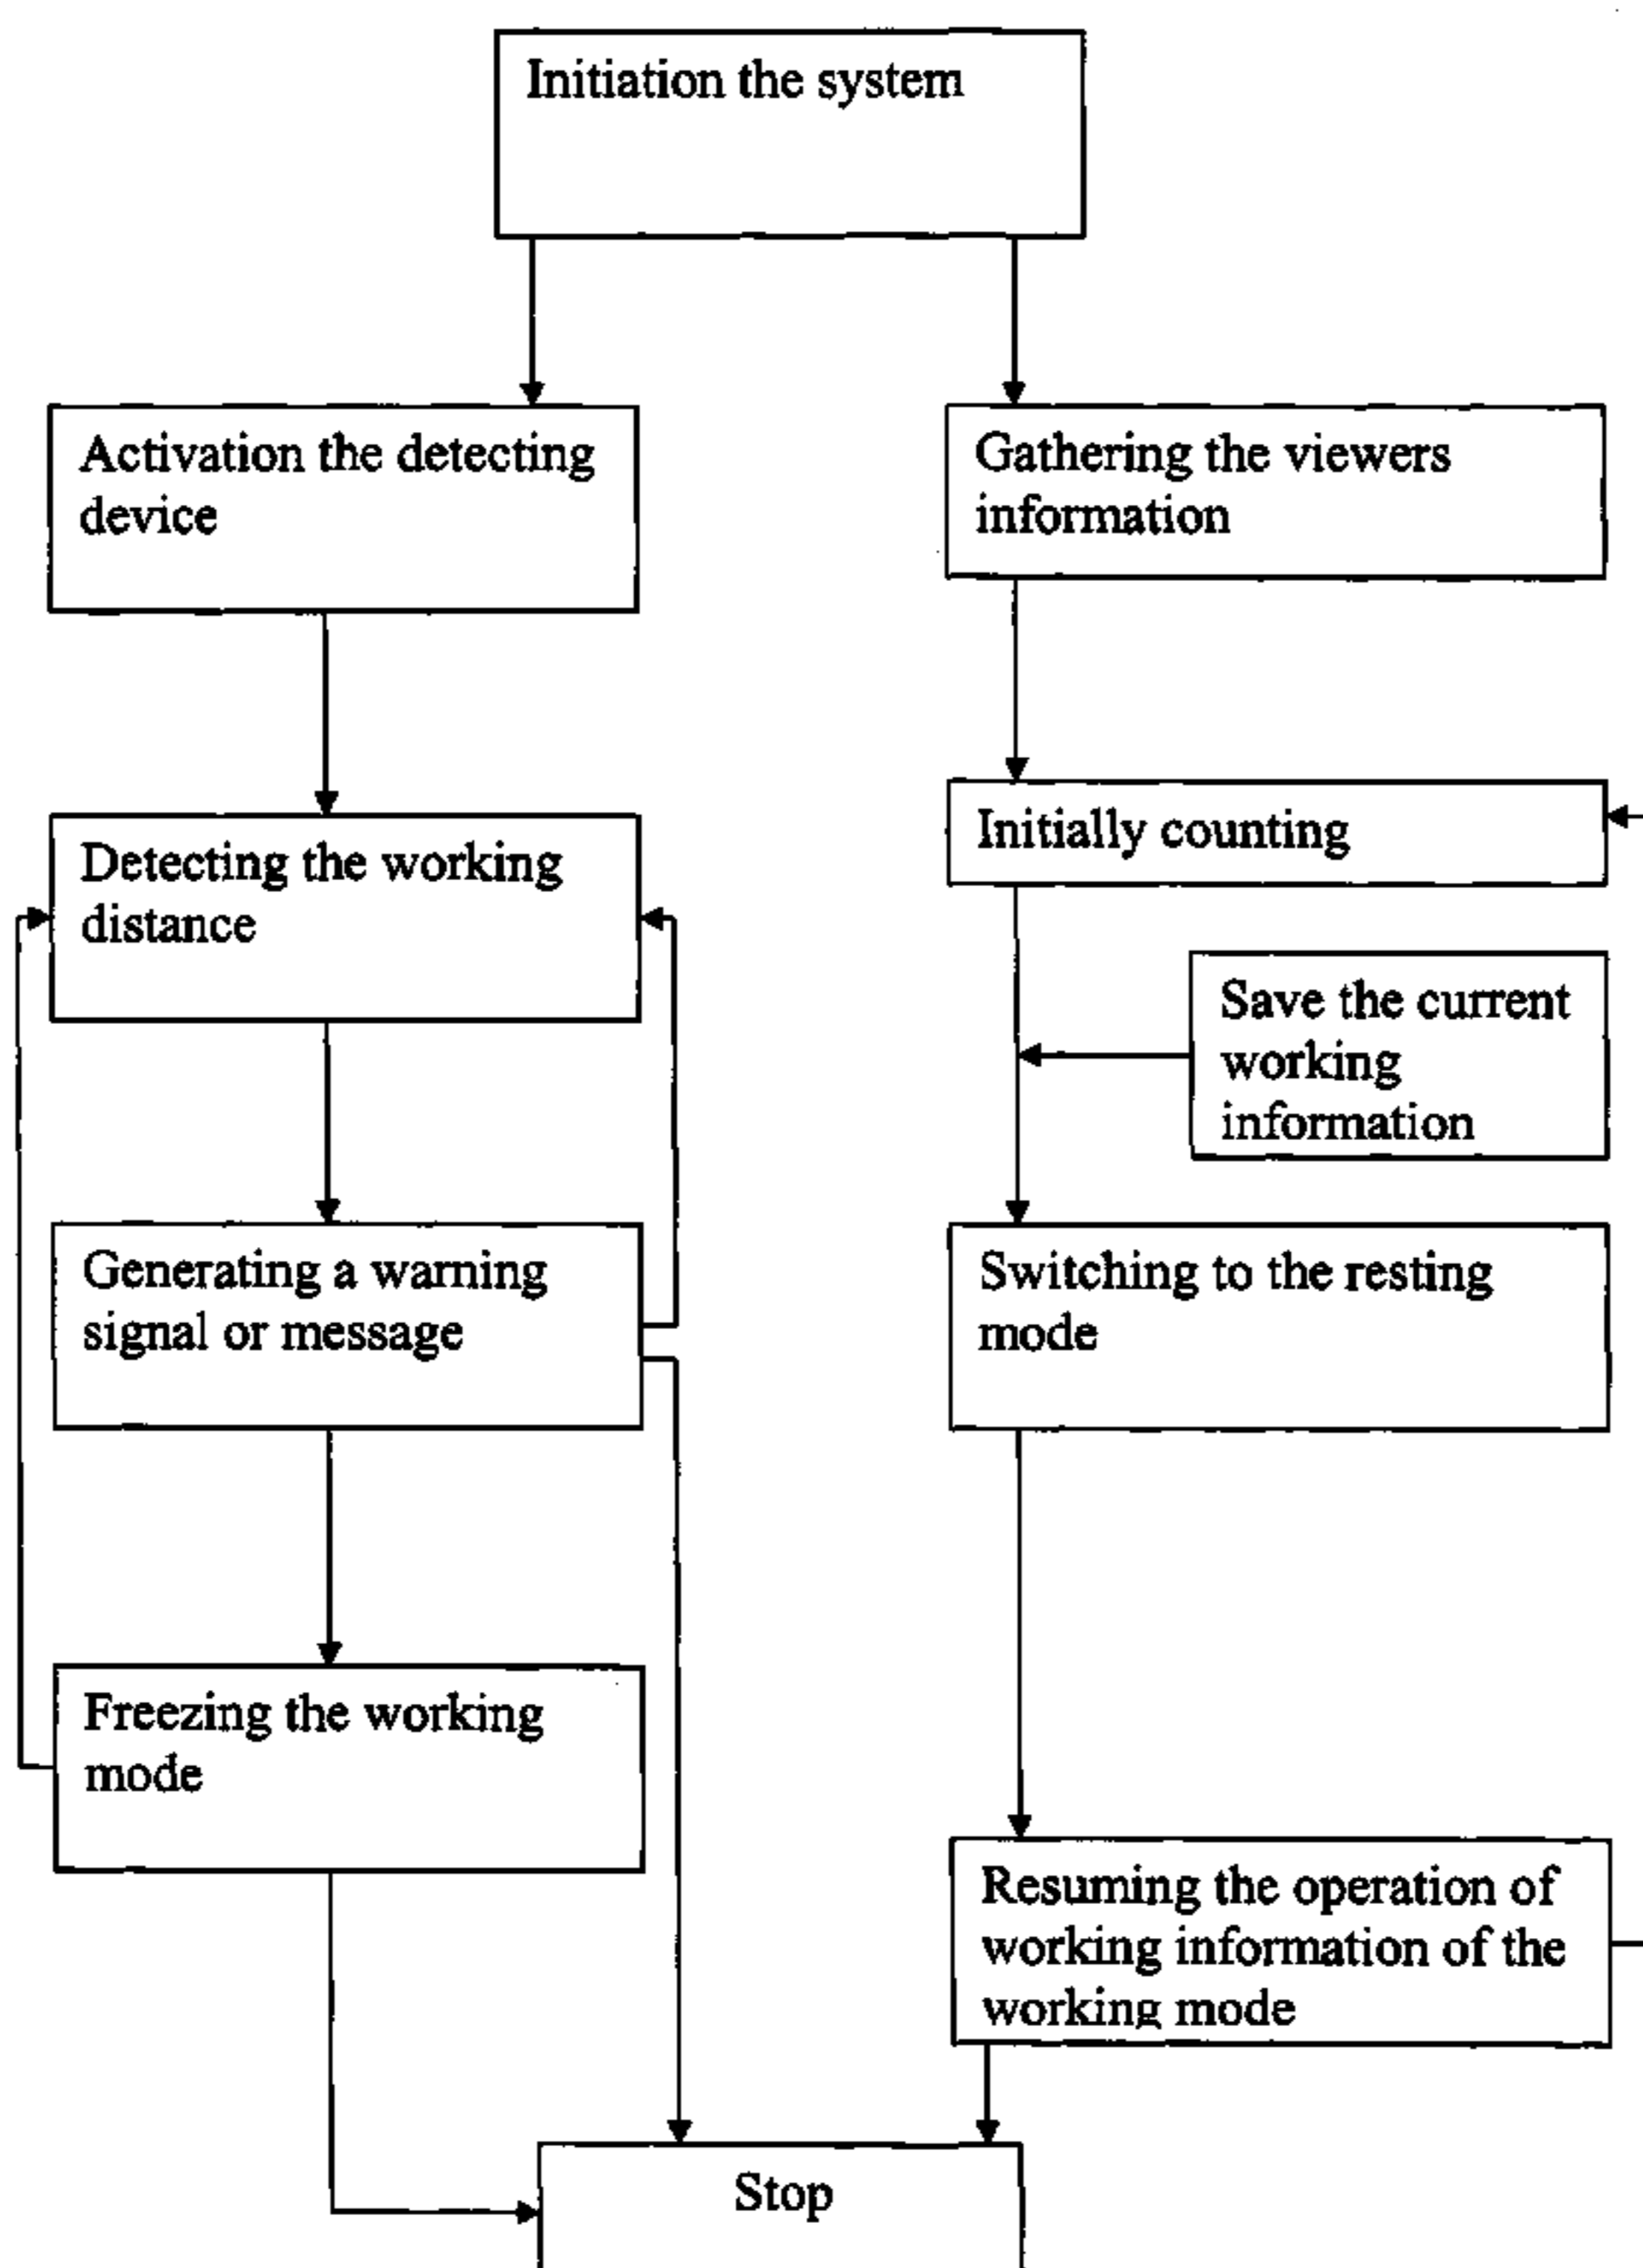 Initiation the system
Activation the detecting
device
Gathering the viewers
information
Detecting the working
distance
Initially counting
Save the current
working
information
Generating a warning
signal or message
Switching to the resting
mode
Freezing the working
mode
Resuming the operation of
working information of the
working mode
Stop